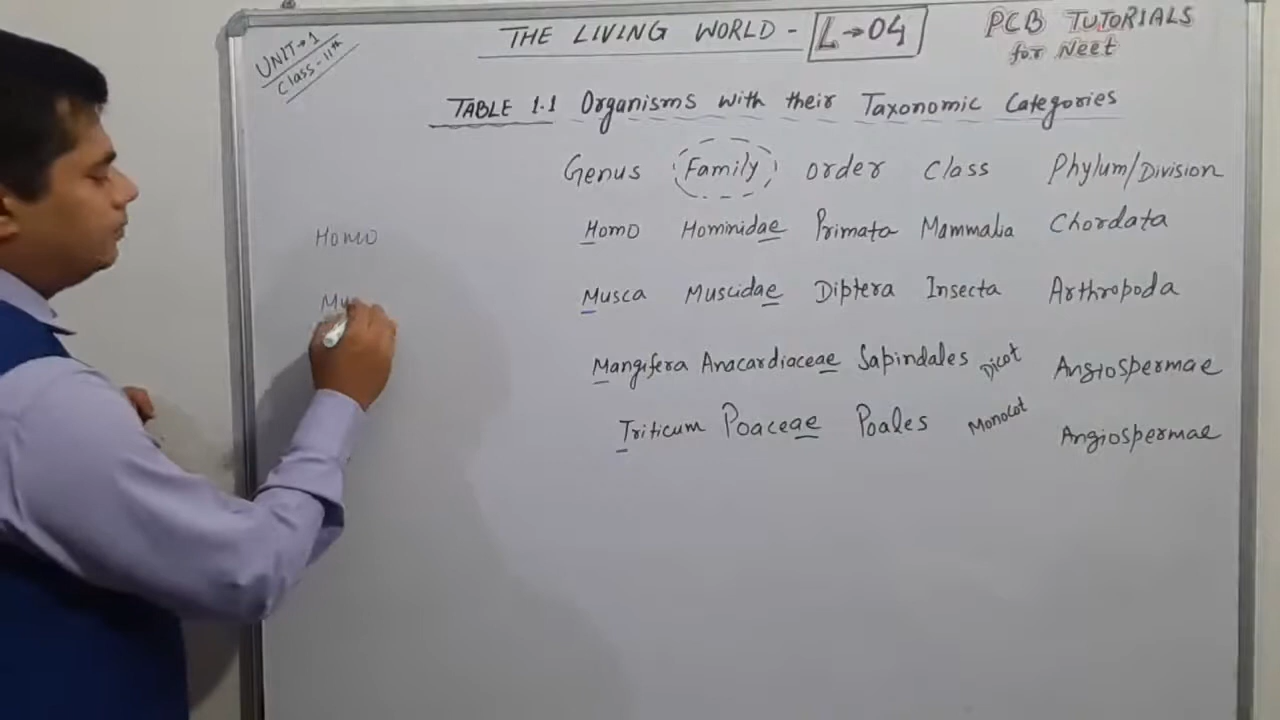 UNIT→1
Class-11th
THE LIVING WORLD - L→04
PCB TUTORIALS
for Neet
TABLE 1.1 Organisms with their Taxonomic Categories
Genus Family order Class Phylum/Division
Homo
Homo Hominidae Primata Mammalia Chordata
Mu
Musca Muscidae Diptera Insecta Arthropoda
Mangifera Anacardiaceae Sapindales Dicot Angiospermae
Triticum Poaceae Poales Monocot Angiospermae